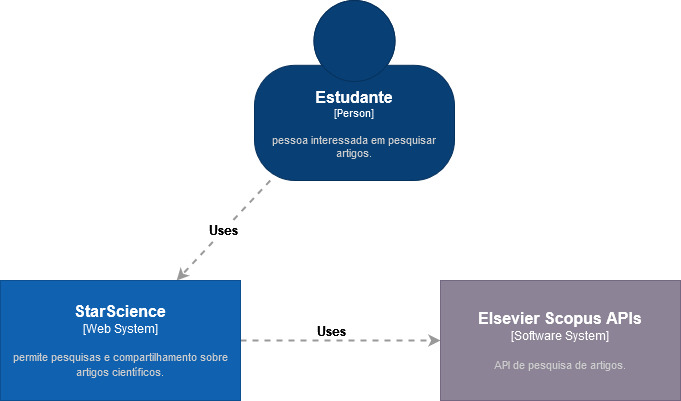 Estudante
[Person]
pessoa interessada em pesquisar
artigos.
Uses
StarScience
[Web System]
permite pesquisas e compartilhamento sobre
artigos científicos.
Uses
Elsevier Scopus APIs
[Software System]
API de pesquisa de artigos.